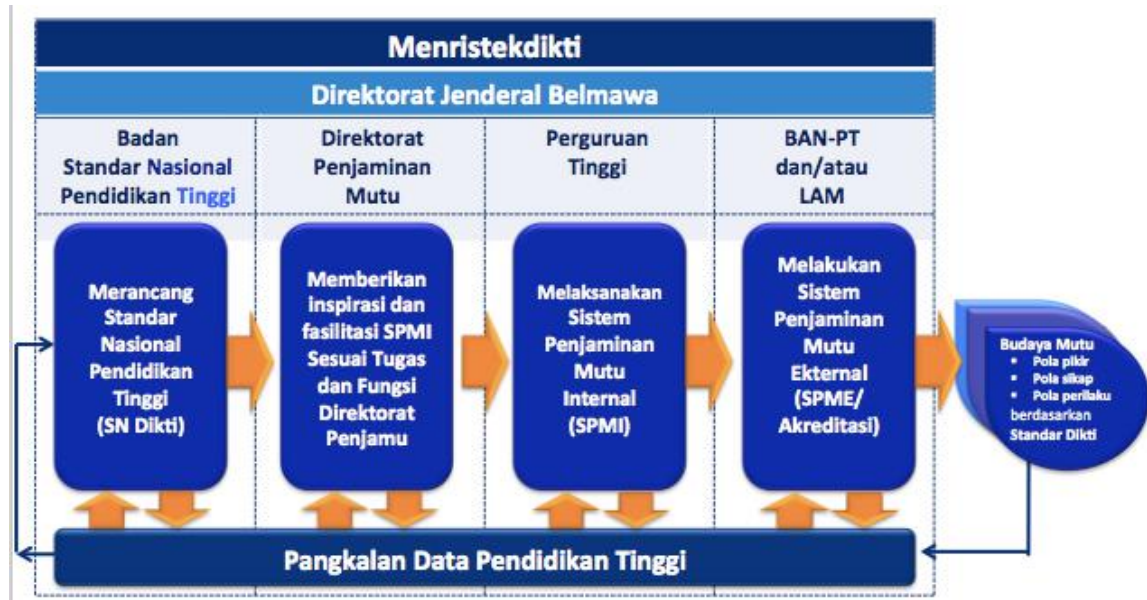 Menristekdikti
Direktorat Jenderal Belmawa
Badan
Standar Nasional
Pendidikan Tinggi
Direktorat
Penjaminan
Mutu
Perguruan
Tinggi
BAN-PT
dan/atau
LAM
Merancang
Standar
Nasional
Pendidikan
Tinggi
(SN Dikti)
Memberikan
inspirasi dan
fasilitasi SPMI
Sesuai Tugas
dan Fungsi
Direktorat
Penjamu
Melaksanakan
Sistem
Penjaminan
Mutu
Internal
(SPMI)
Melakukan
Sistem
Penjaminan
Mutu
Ekternal
(SPME/
Akreditasi)
Budaya Mutu
▪ Pola pikir
▪ Pola sikap
▪ Pola perilaku
berdasarkan
Standar Dikti
Pangkalan Data Pendidikan Tinggi